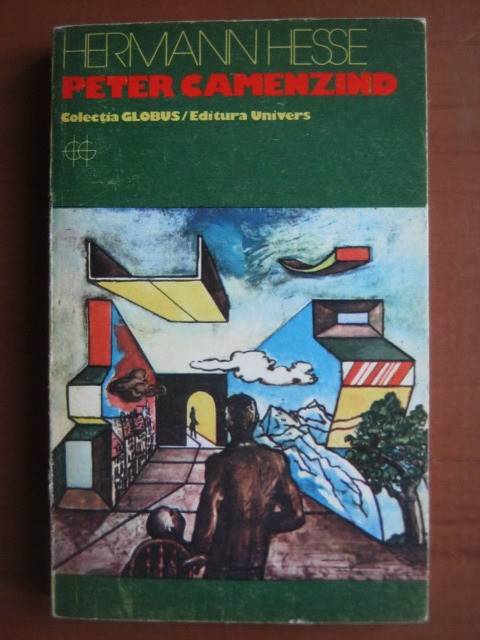 HERMANN HESSE
PETER CAMENZIND
Colecția GLOBUS/Editura Univers